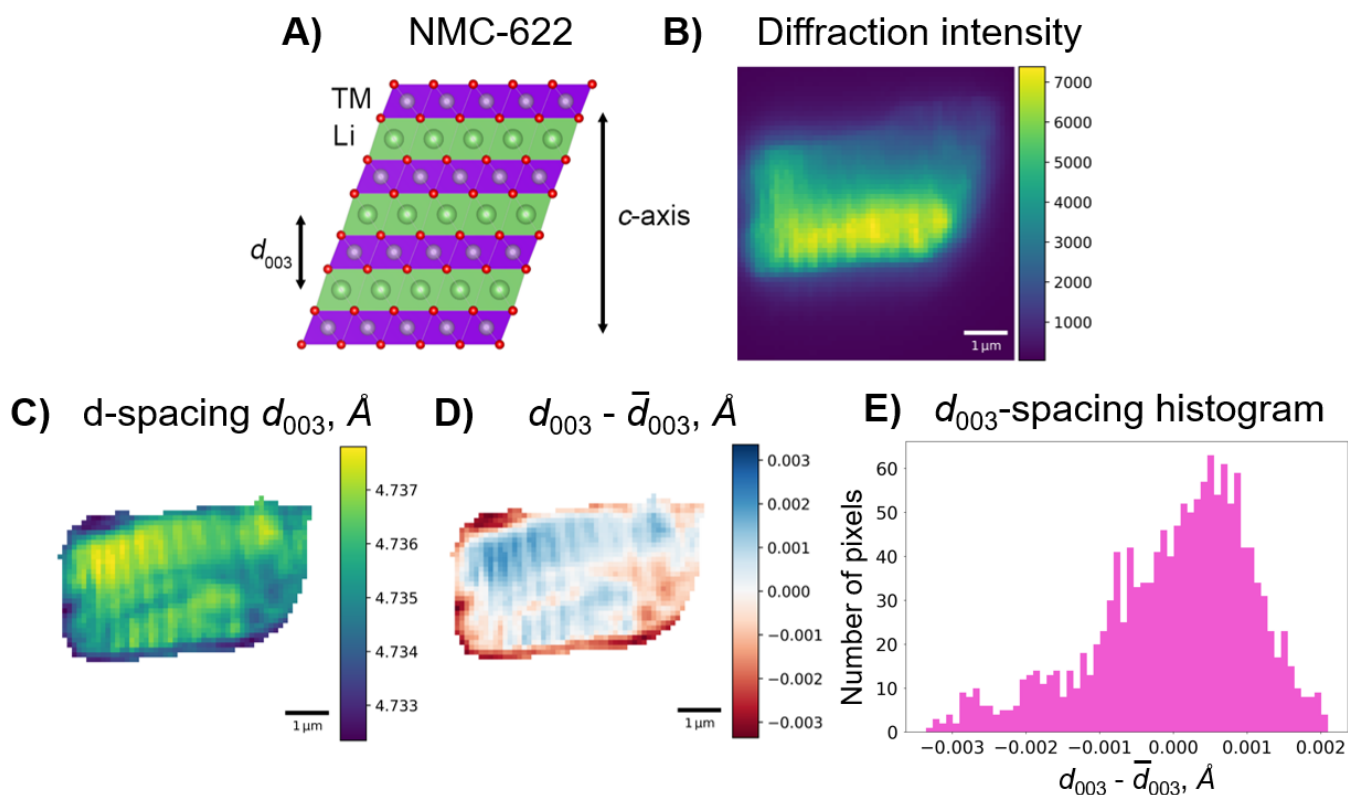 A) NMC-622
TM
Li
d003
c-axis
B) Diffraction intensity
7000
6000
5000
4000
3000
2000
1000
1 μm
C) d-spacing d003, Å
4.737
4.736
4.735
4.734
4.733
1 μm
D) d003 - d̅003, Å
0.003
0.002
0.001
0.000
−0.001
−0.002
−0.003
1 μm
E) d003-spacing histogram
Number of pixels
60
50
40
30
20
10
0
−0.003 −0.002 −0.001 0.000 0.001 0.002
d003 - d̅003, Å